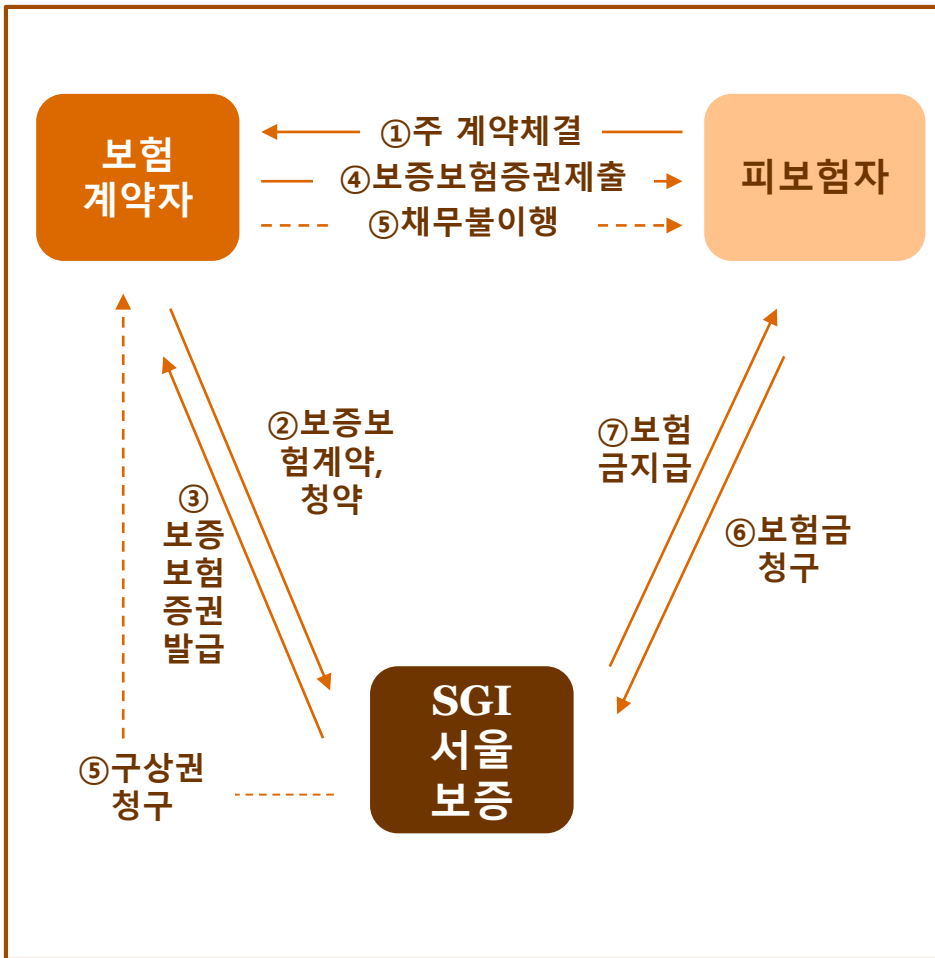 보험
계약자
①주 계약체결
④보증보험증권제출
⑤채무불이행
피보험자
②보증보
험계약,
청약
③
보증
보험
증권
발급
⑦보험
금지급
⑥보험금
청구
SGI
서울
보증
⑤구상권
청구